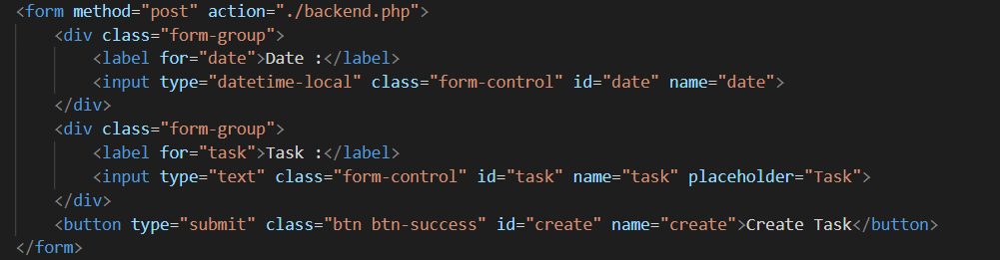 <form method="post" action="./backend.php">
<div class="form-group">
<label for="date">Date :</label>
<input type="datetime-local" class="form-control" id="date" name="date">
</div>
<div class="form-group">
<label for="task">Task :</label>
<input type="text" class="form-control" id="task" name="task" placeholder="Task">
</div>
<button type="submit" class="btn btn-success" id="create" name="create">Create Task</button>
</form>